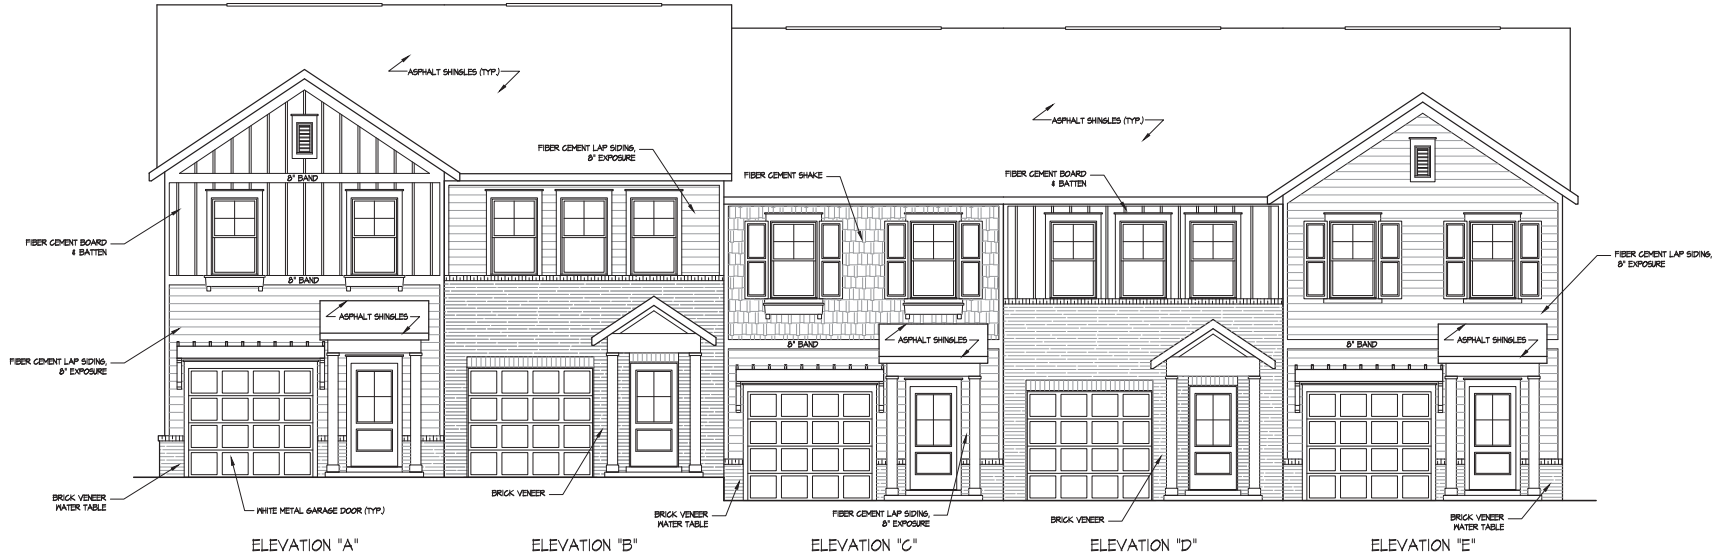 ASPHALT SHINGLES (TYP.)
ASPHALT SHINGLES (TYP.)
FIBER CEMENT LAP SIDING,
8" EXPOSURE
FIBER CEMENT SHAKE
FIBER CEMENT BOARD
& BATTEN
8" BAND
FIBER CEMENT BOARD
& BATTEN
8" BAND
FIBER CEMENT LAP SIDING,
8" EXPOSURE
ASPHALT SHINGLES
ASPHALT SHINGLES
ASPHALT SHINGLES
8" BAND
8" BAND
FIBER CEMENT LAP SIDING,
8" EXPOSURE
BRICK VENEER
WATER TABLE
WHITE METAL GARAGE DOOR (TYP.)
BRICK VENEER
BRICK VENEER
WATER TABLE
FIBER CEMENT LAP SIDING,
8" EXPOSURE
BRICK VENEER
BRICK VENEER
WATER TABLE
ELEVATION "A"
ELEVATION "B"
ELEVATION "C"
ELEVATION "D"
ELEVATION "E"